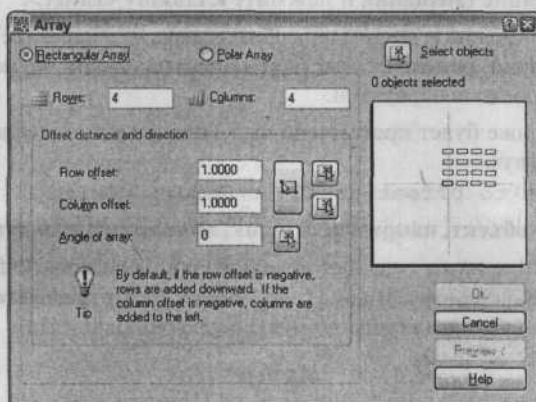 Array
Rectangular Array
Polar Array
Select objects
0 objects selected
Rows: 4
Columns: 4
Offset distance and direction
Row offset: 1.0000
Column offset: 1.0000
Angle of array: 0
Tip
By default, if the row offset is negative,
rows are added downward. If the
column offset is negative, columns are
added to the left.
OK
Cancel
Preview <
Help